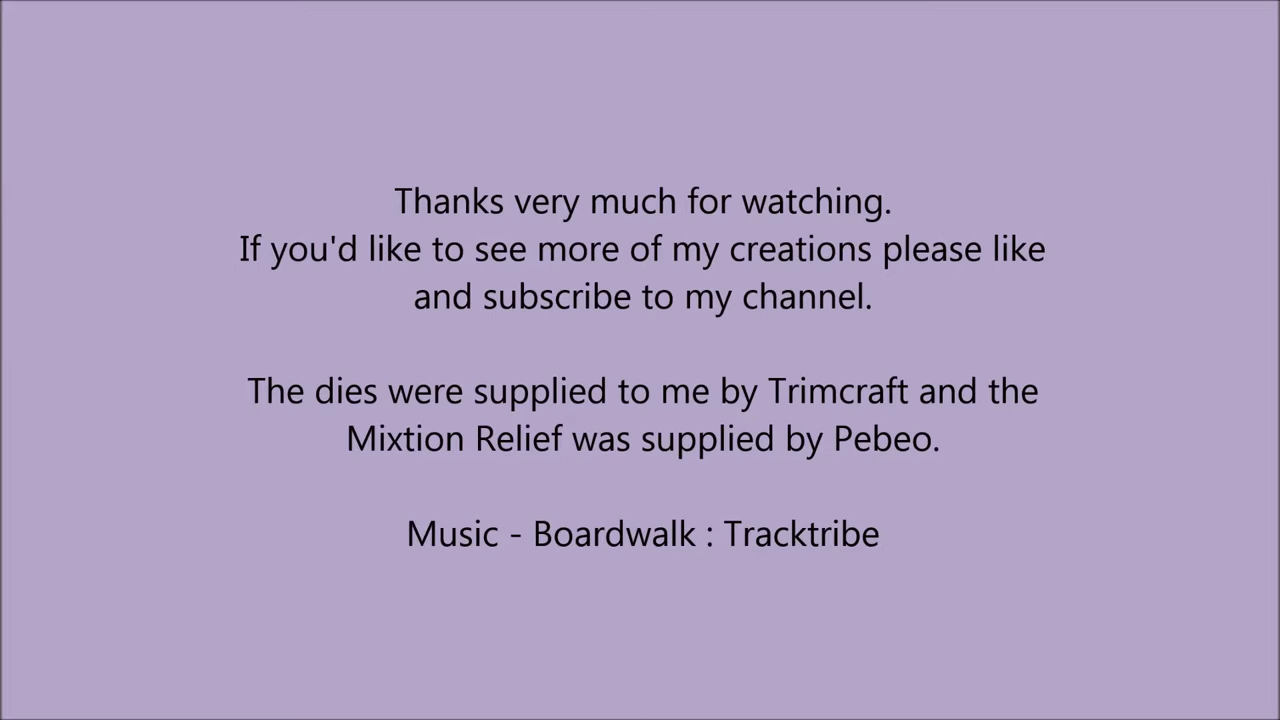 Thanks very much for watching.
If you'd like to see more of my creations please like
and subscribe to my channel.
The dies were supplied to me by Trimcraft and the
Mixtion Relief was supplied by Pebeo.
Music - Boardwalk : Tracktribe